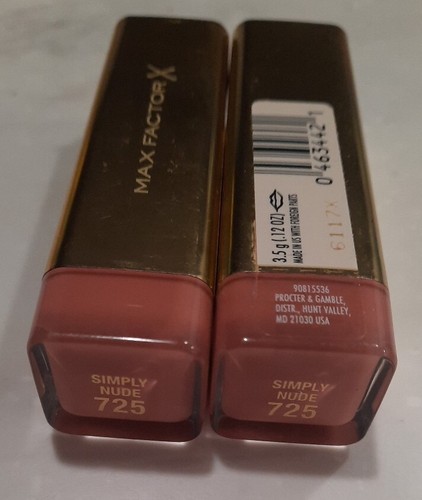 MAX FACTOR X
SIMPLY
NUDE
725
0 463442 1
3.5 g (.12 OZ)
MADE IN US WITH FOREIGN PARTS
6117X
90815536
PROCTER & GAMBLE,
DISTR., HUNT VALLEY,
MD 21030 USA
SIMPLY
NUDE
725